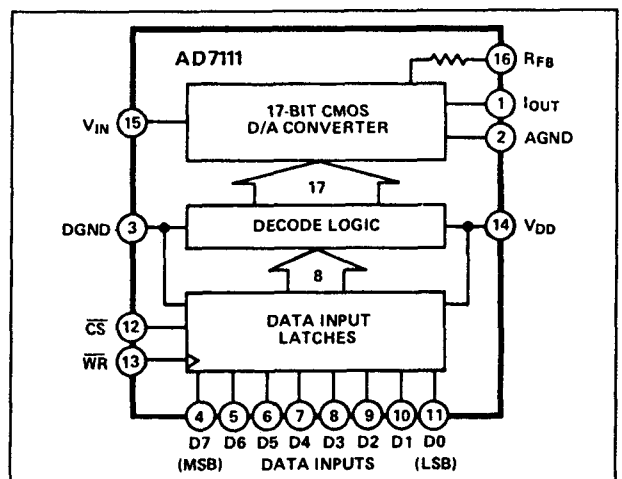 AD7111
16 RFB
17-BIT CMOS
D/A CONVERTER
1 IOUT
VIN 15
2 AGND
17
DGND 3
DECODE LOGIC
14 VDD
8
DATA INPUT
LATCHES
CS 12
WR 13
4 5 6 7 8 9 10 11
D7 D6 D5 D4 D3 D2 D1 D0
(MSB) DATA INPUTS (LSB)